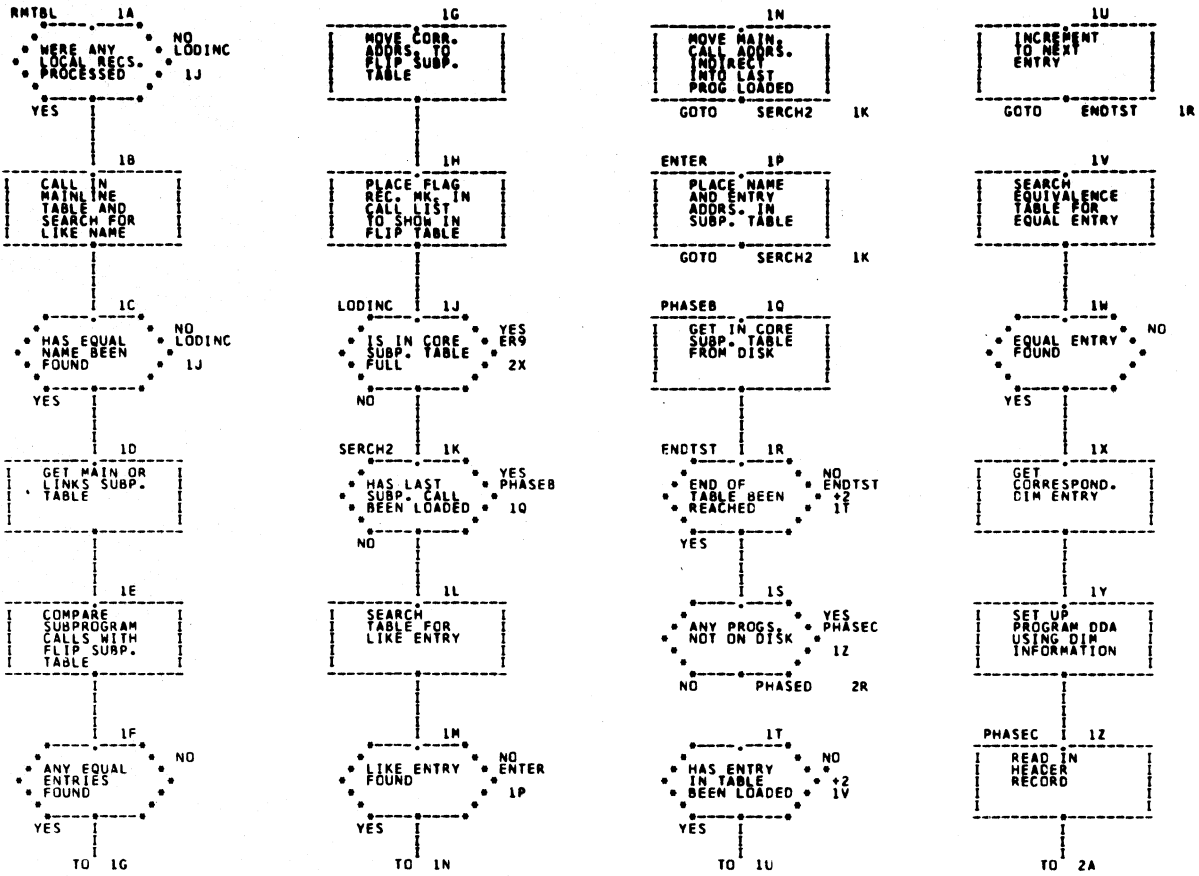 RMTBL 1A
NO
LODINC
WERE ANY
LOCAL RECS.
PROCESSED
1J
YES
1B
CALL IN
MAINLINE
TABLE AND
SEARCH FOR
LIKE NAME
1C
NO
LODINC
HAS EQUAL
NAME BEEN
FOUND
1J
YES
1D
GET MAIN OR
LINKS SUBP.
TABLE
1E
COMPARE
SUBPROGRAM
CALLS WITH
FLIP SUBP.
TABLE
1F
NO
ANY EQUAL
ENTRIES
FOUND
YES
TO 1G
1G
MOVE CORR.
ADDRS. TO
FLIP SUBP.
TABLE
1H
PLACE FLAG
REC. MK. IN
CALL LIST
TO SHOW IN
FLIP TABLE
LODINC 1J
YES
ER9
IS IN CORE
SUBP. TABLE
FULL
2X
NO
SERCH2 1K
YES
PHASEB
HAS LAST
SUBP. CALL
BEEN LOADED
1Q
NO
1L
SEARCH
TABLE FOR
LIKE ENTRY
1M
NO
ENTER
LIKE ENTRY
FOUND
1P
YES
TO 1N
1N
MOVE MAIN.
CALL ADDRS.
INDIRECT
INTO LAST
PROG LOADED
GOTO SERCH2 1K
ENTER 1P
PLACE NAME
AND ENTRY
ADDRS. IN
SUBP. TABLE
GOTO SERCH2 1K
PHASEB 1Q
GET IN CORE
SUBP. TABLE
FROM DISK
ENDTST 1R
NO
ENDTST
+2
1T
END OF
TABLE BEEN
REACHED
YES
1S
YES
PHASEC
ANY PROGS.
NOT ON DISK
1Z
NO PHASED 2R
1T
NO
+2
1V
HAS ENTRY
IN TABLE
BEEN LOADED
YES
TO 1U
1U
INCREMENT
TO NEXT
ENTRY
GOTO ENDTST 1R
1V
SEARCH
EQUIVALENCE
TABLE FOR
EQUAL ENTRY
1W
NO
EQUAL ENTRY
FOUND
YES
1X
GET
CORRESPOND.
DIM ENTRY
1Y
SET UP
PROGRAM DDA
USING DIM
INFORMATION
PHASEC 1Z
READ IN
HEADER
RECORD
TO 2A